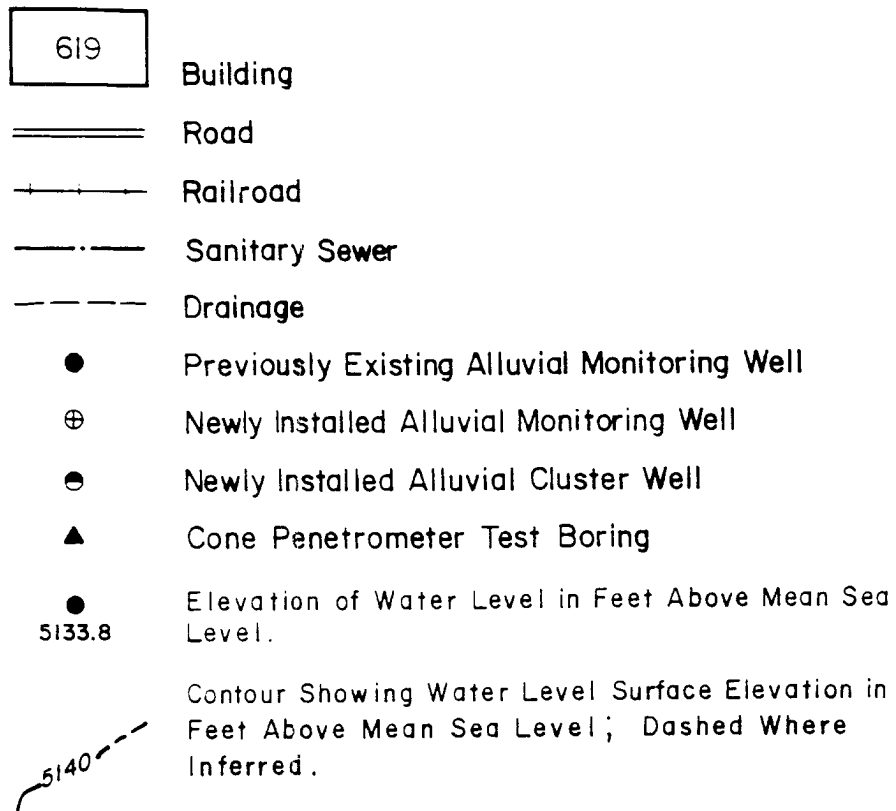 619
Building
Road
Railroad
Sanitary Sewer
Drainage
Previously Existing Alluvial Monitoring Well
Newly Installed Alluvial Monitoring Well
Newly Installed Alluvial Cluster Well
Cone Penetrometer Test Boring
5133.8
Elevation of Water Level in Feet Above Mean Sea
Level.
5140
Contour Showing Water Level Surface Elevation in
Feet Above Mean Sea Level; Dashed Where
Inferred.